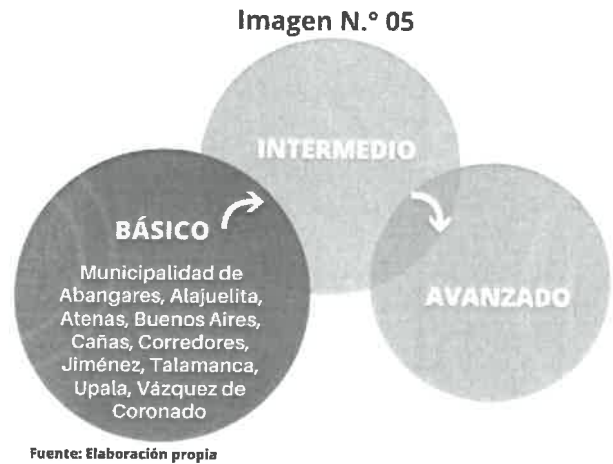 Imagen N.° 05
INTERMEDIO
BÁSICO
Municipalidad de
Abangares, Alajuelita,
Atenas, Buenos Aires,
Cañas, Corredores,
Jiménez, Talamanca,
Upala, Vázquez de
Coronado
AVANZADO
Fuente: Elaboración propia